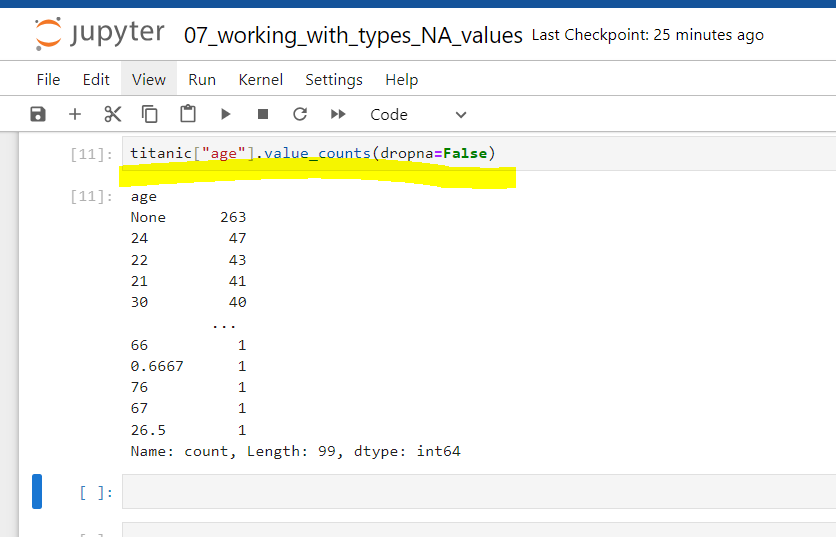 jupyter 07_working_with_types_NA_values Last Checkpoint: 25 minutes ago
File Edit View Run Kernel Settings Help
Code
[11]: titanic["age"].value_counts(dropna=False)
[11]: age
None 263
24 47
22 43
21 41
30 40
...
66 1
0.6667 1
76 1
67 1
26.5 1
Name: count, Length: 99, dtype: int64
[ ]:
[ ]: